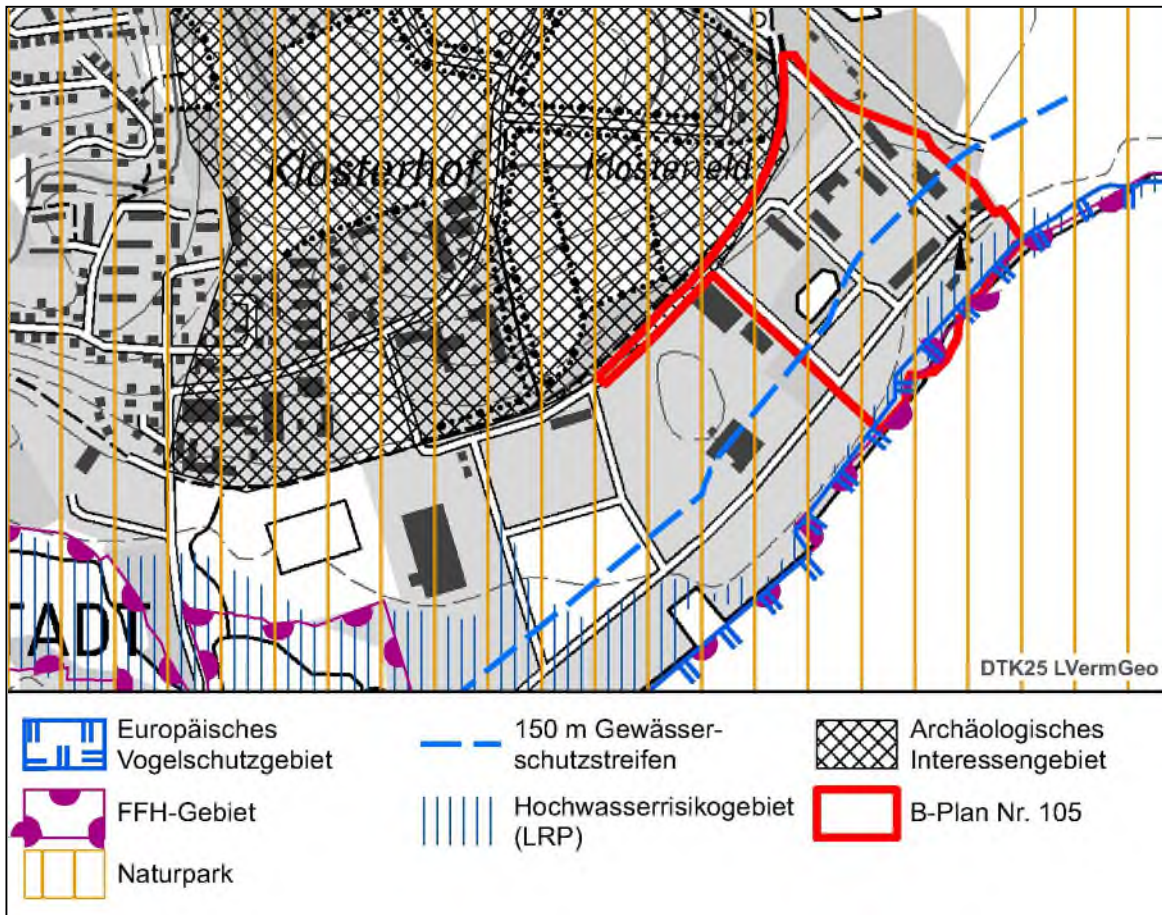 Klosterhof
Klosterfeld
ADT
DTK25 LVermGeo
Europäisches
Vogelschutzgebiet
FFH-Gebiet
Naturpark
150 m Gewässer-
schutzstreifen
Hochwasserrisikogebiet
(LRP)
Archäologisches
Interessengebiet
B-Plan Nr. 105